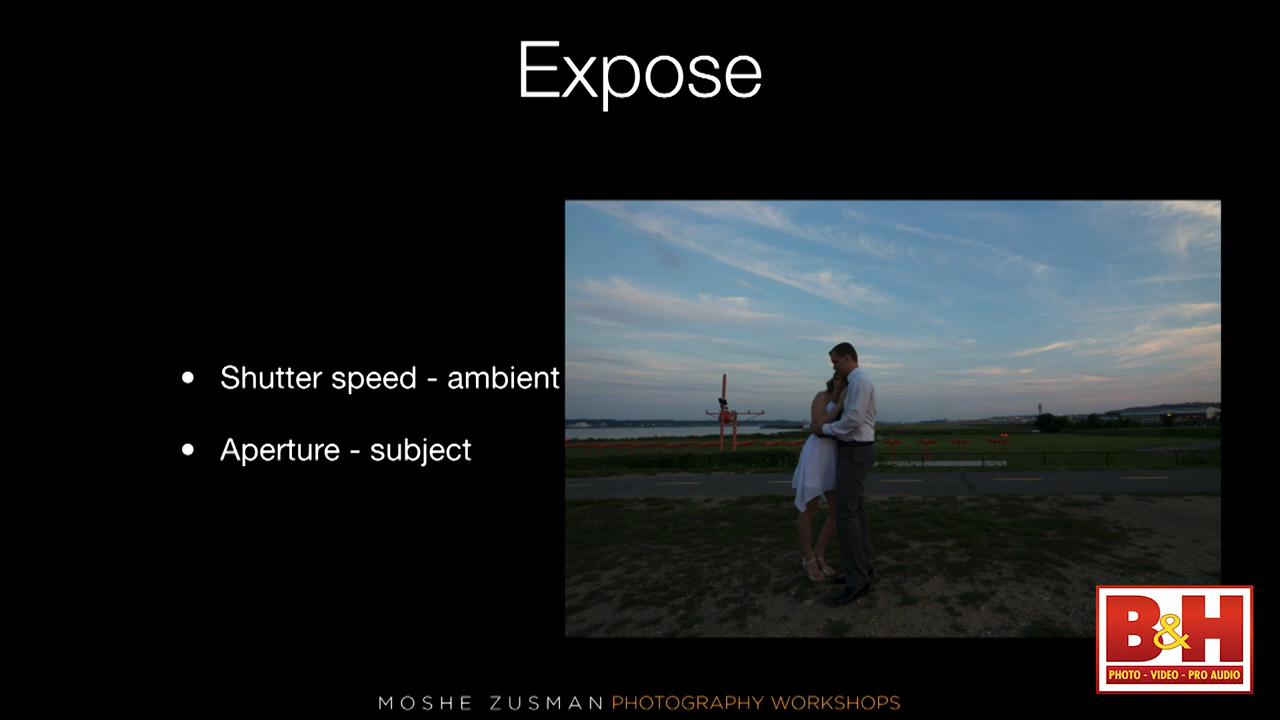 Expose
• Shutter speed - ambient
• Aperture - subject
B&H
PHOTO - VIDEO - PRO AUDIO
MOSHE ZUSMAN PHOTOGRAPHY WORKSHOPS